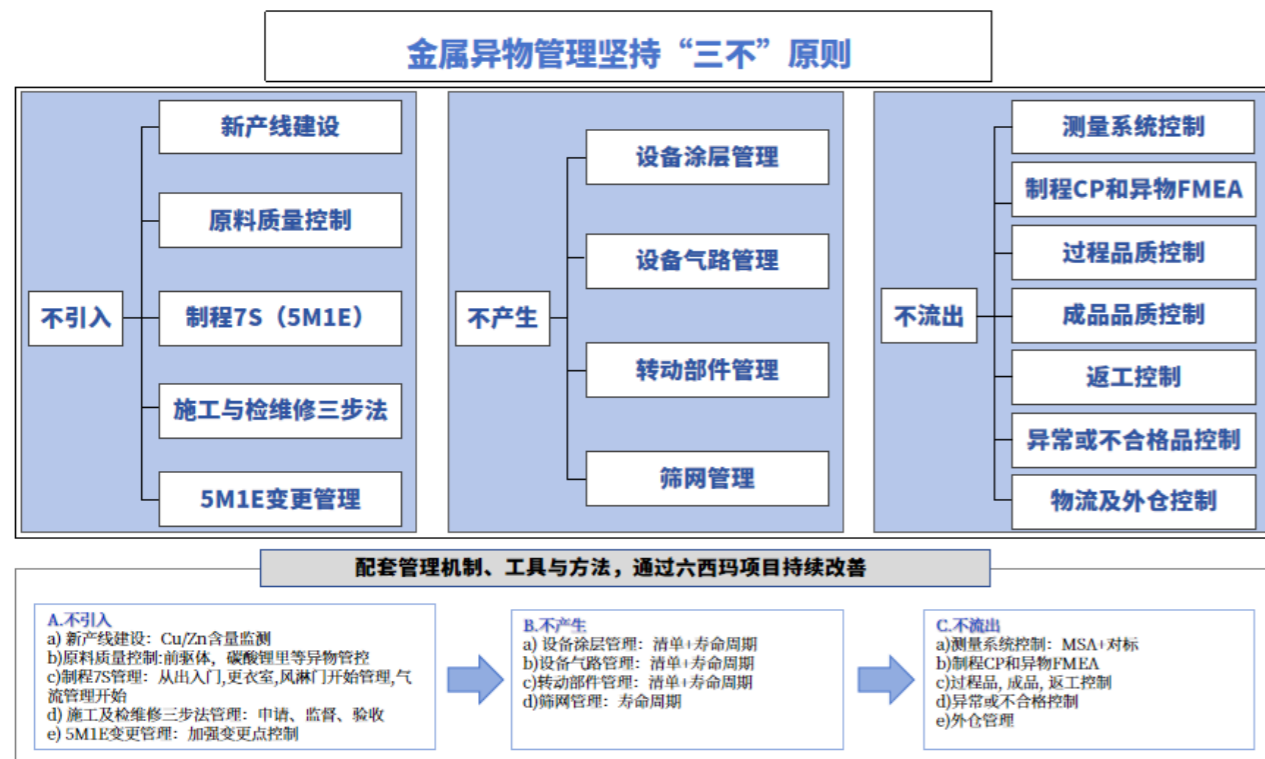 金属异物管理坚持“三不”原则
不引入
新产线建设
原料质量控制
制程7S（5M1E）
施工与检维修三步法
5M1E变更管理
不产生
设备涂层管理
设备气路管理
转动部件管理
筛网管理
不流出
测量系统控制
制程CP和异物FMEA
过程品质控制
成品品质控制
返工控制
异常或不合格品控制
物流及外仓控制
配套管理机制、工具与方法，通过六西玛项目持续改善
A.不引入
a) 新产线建设：Cu/Zn含量监测
b)原料质量控制:前驱体，碳酸锂里等异物管控
c)制程7S管理：从出入门,更衣室,风淋门开始管理,气
流管理开始
d) 施工及检维修三步法管理：申请、监督、验收
e) 5M1E变更管理：加强变更点控制
B.不产生
a) 设备涂层管理：清单+寿命周期
b)设备气路管理：清单+寿命周期
c)转动部件管理：清单+寿命周期
d)筛网管理：寿命周期
C.不流出
a)测量系统控制：MSA+对标
b)制程CP和异物FMEA
c)过程品, 成品, 返工控制
d)异常或不合格控制
e)外仓管理